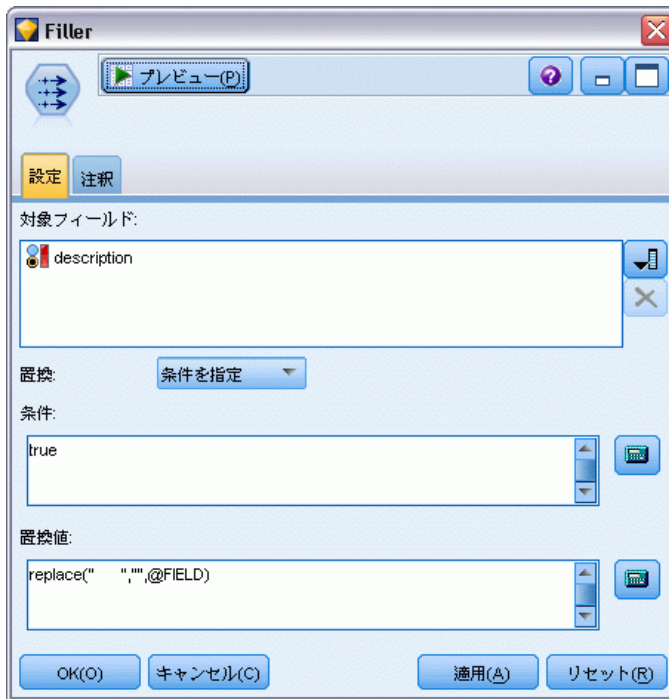 Filler
プレビュー(P)
設定 注釈
対象フィールド:
description
置換: 条件を指定
条件:
true
置換値:
replace("      ","",@FIELD)
OK(O) キャンセル(C) 適用(A) リセット(R)